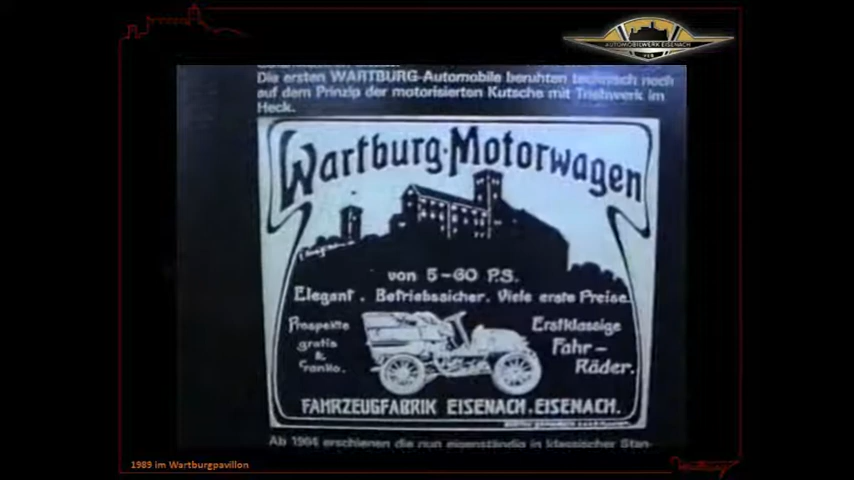 AUTOMOBILWERK EISENACH
Die ersten WARTBURG-Automobile beruhten technisch noch
auf dem Prinzip der motorisierten Kutsche mit Triebwerk im
Heck.
Wartburg-Motorwagen
von 5-60 P.S.
Elegant. Betriebssicher. Viele erste Preise.
Prospekte
gratis
&
franko.
Erstklassige
Fahr-
Räder.
FAHRZEUGFABRIK EISENACH. EISENACH.
Ab 1904 erschienen die nun eigenständig in klassischer Stan-
1989 im Wartburgpavillon